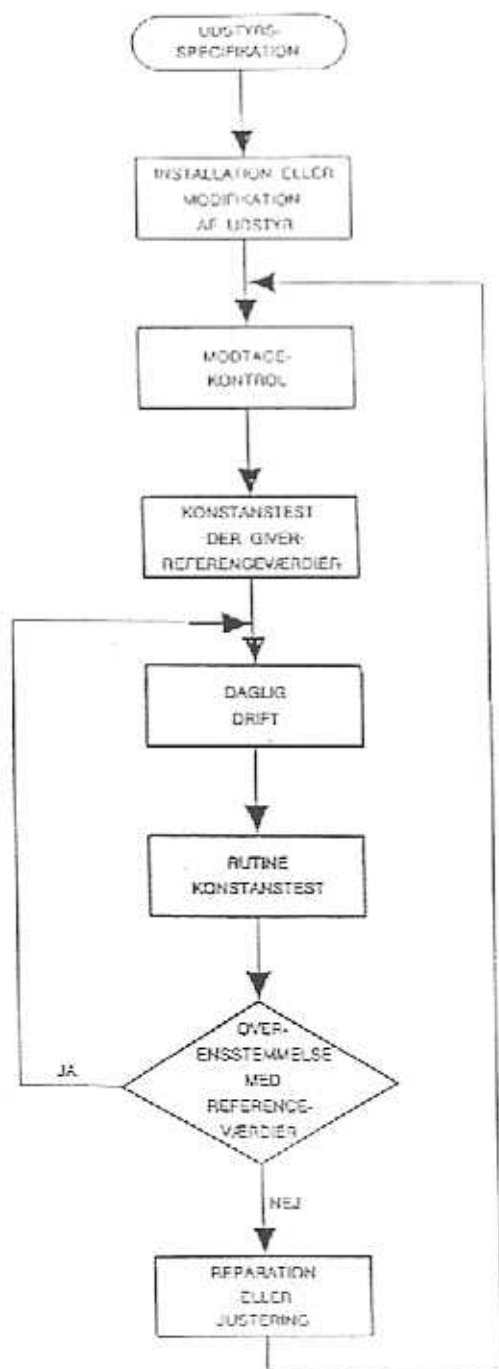 UDSTYRS-
SPECIFIKATION
INSTALLATION ELLER
MODIFIKATION
AF UDSTYR
MODTAGE-
KONTROL
KONSTANSTEST
-DER GIVER-
REFERENCEVÆRDIER
DAGLIG
DRIFT
RUTINE
KONSTANSTEST
OVER-
ENSSTEMMELSE
MED
REFERENCE-
VÆRDIER
JA
NEJ
REPARATION
ELLER
JUSTERING